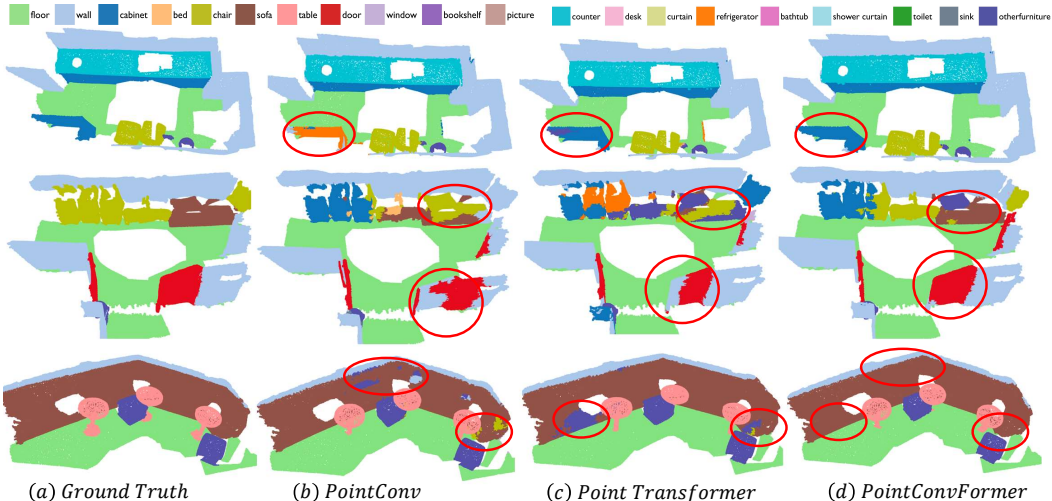 floor wall cabinet bed chair sofa table door window bookshelf picture counter desk curtain refrigerator bathtub shower curtain toilet sink otherfurniture
(a) Ground Truth (b) PointConv (c) Point Transformer (d) PointConvFormer